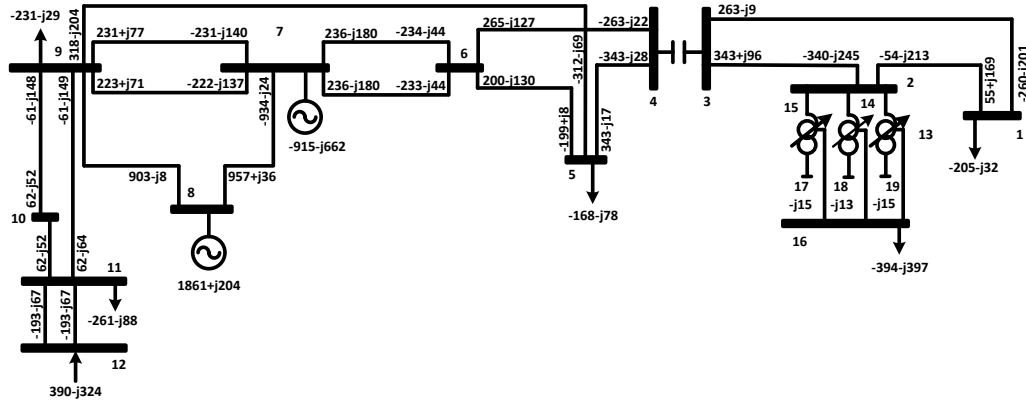 -231-j29
318-j204
231+j77
-231-j140
7
236-j180
-234-j44
6
265-j127
-263-j22
263-j9
9
223+j71
-222-j137
236-j180
-233-j44
200-j130
-343-j28
4
3
343+j96
-340-j245
-54-j213
2
-61-j148
-61-j149
-934-j24
-312-j69
-199+j8
343-j17
55+j169
-260-j201
15
14
13
1
-915-j662
903-j8
957+j36
8
5
-205-j32
62-j52
10
17
18
19
-j15
-j13
-j15
-168-j78
16
62-j52
62-j64
11
1861+j204
-394-j397
-193-j67
-193-j67
-261-j88
12
390-j324